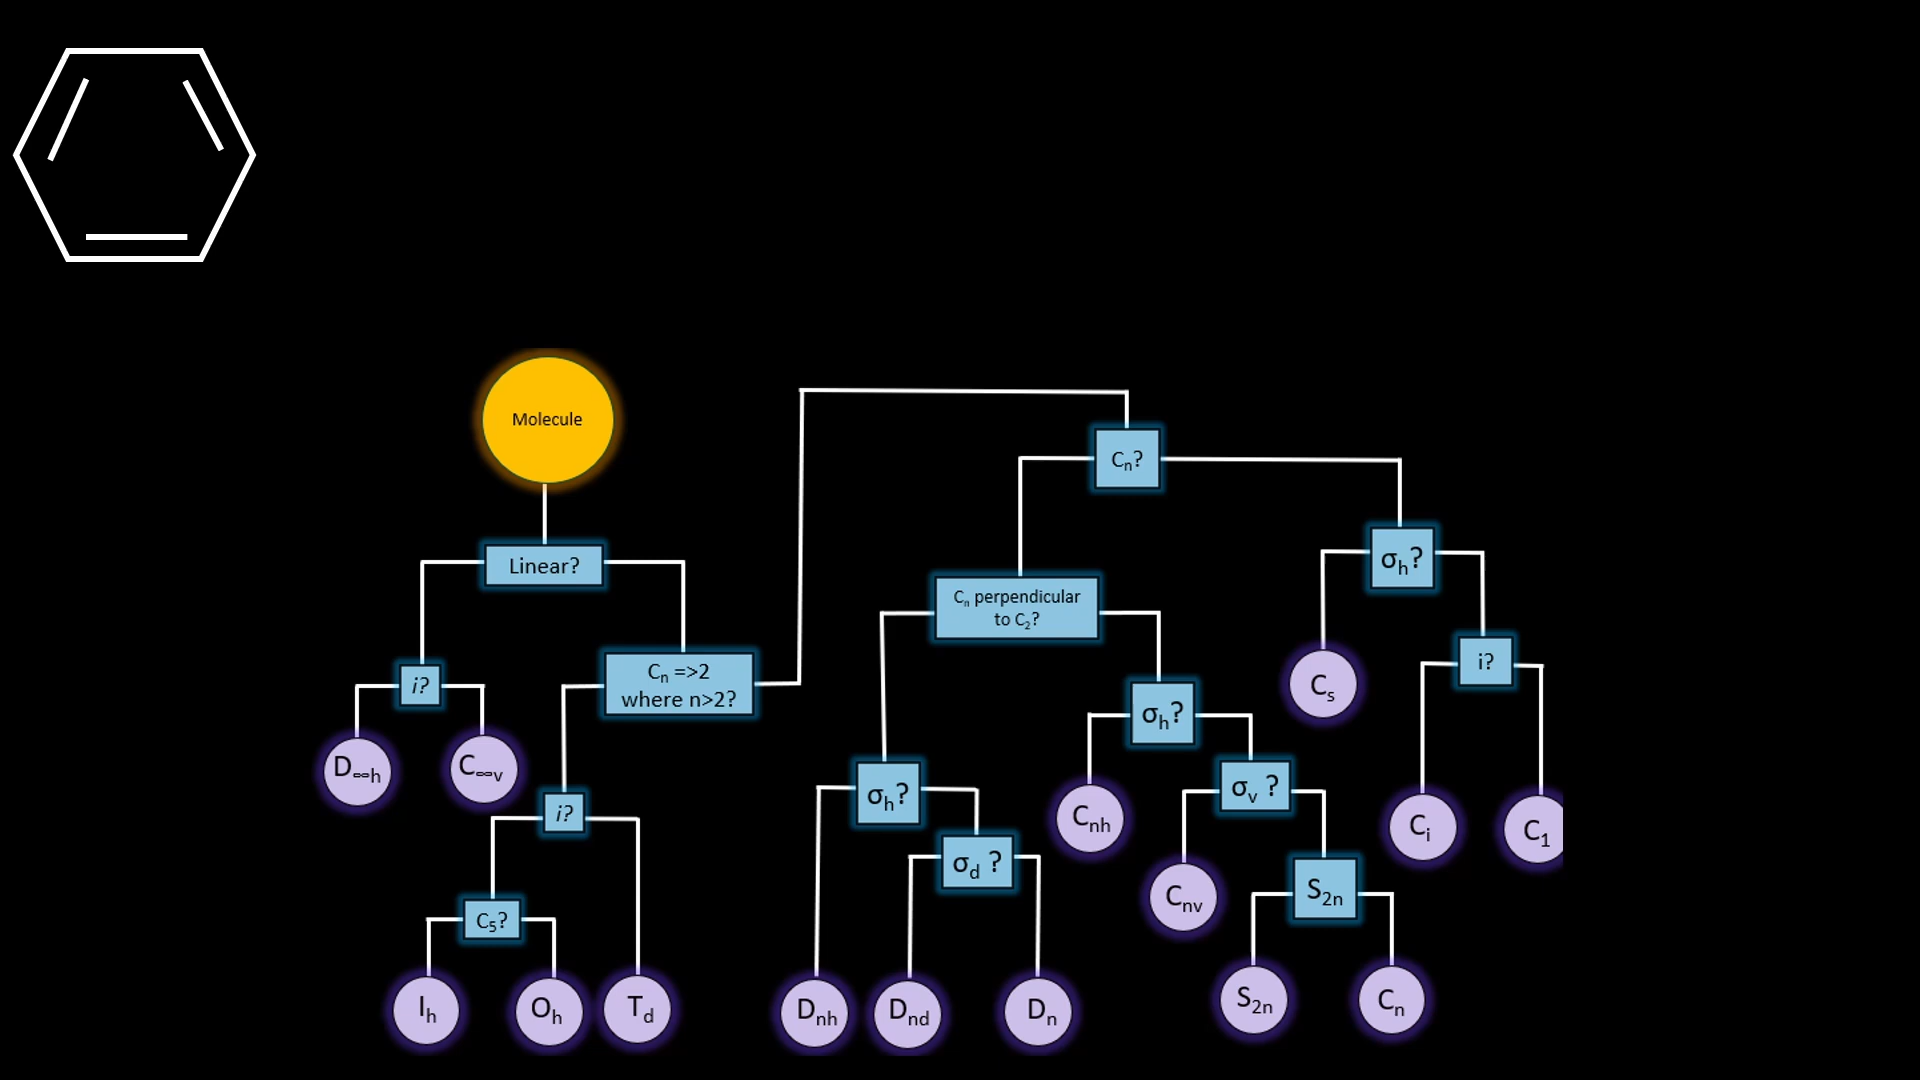 Molecule
Linear?
i?
D∞h
C∞v
Cn =>2
where n>2?
i?
C5?
Ih
Oh
Td
Cn?
Cn perpendicular
to C2?
σh?
Dnh
σd ?
Dnd
Dn
σh?
Cnh
σv ?
Cnv
S2n
S2n
Cn
σh?
Cs
i?
Ci
C1